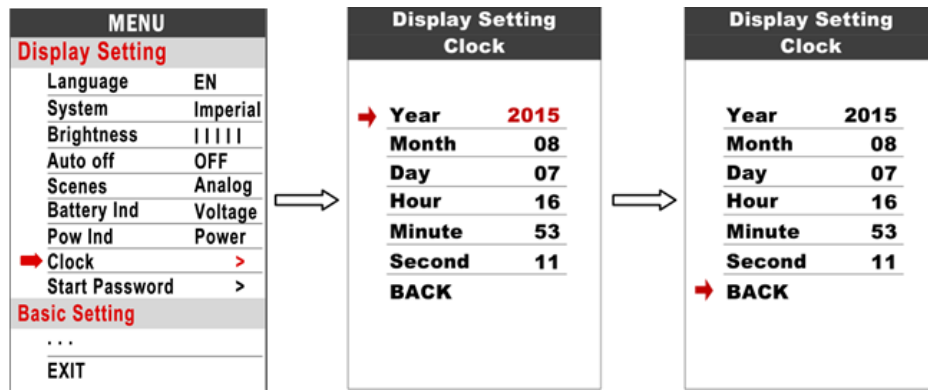 MENU
Display Setting
Language EN
System Imperial
Brightness | | | | |
Auto off OFF
Scenes Analog
Battery Ind Voltage
Pow Ind Power
Clock >
Start Password >
Basic Setting
. . .
EXIT
Display Setting
Clock
Year 2015
Month 08
Day 07
Hour 16
Minute 53
Second 11
BACK
Display Setting
Clock
Year 2015
Month 08
Day 07
Hour 16
Minute 53
Second 11
BACK